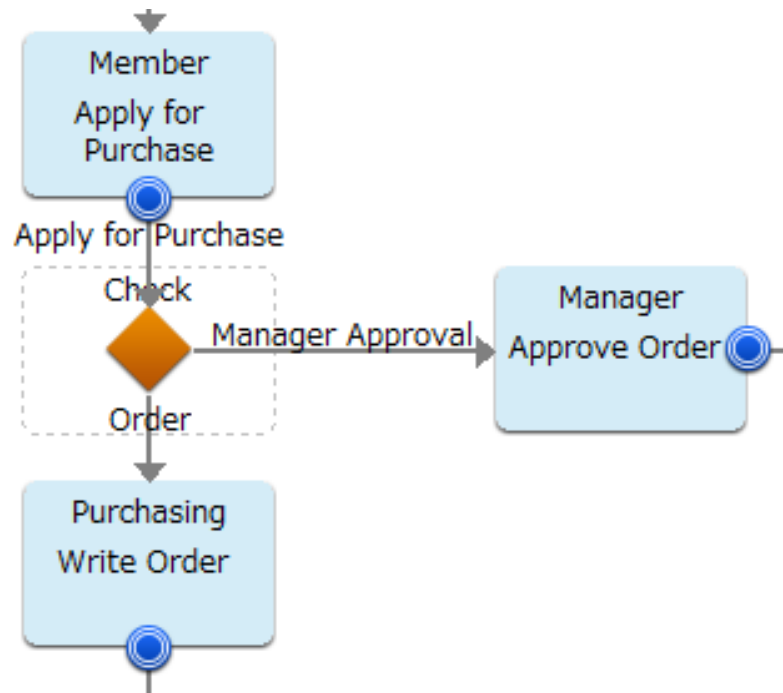 Member
Apply for
Purchase
Apply for Purchase
Check
Manager Approval
Order
Manager
Approve Order
Purchasing
Write Order